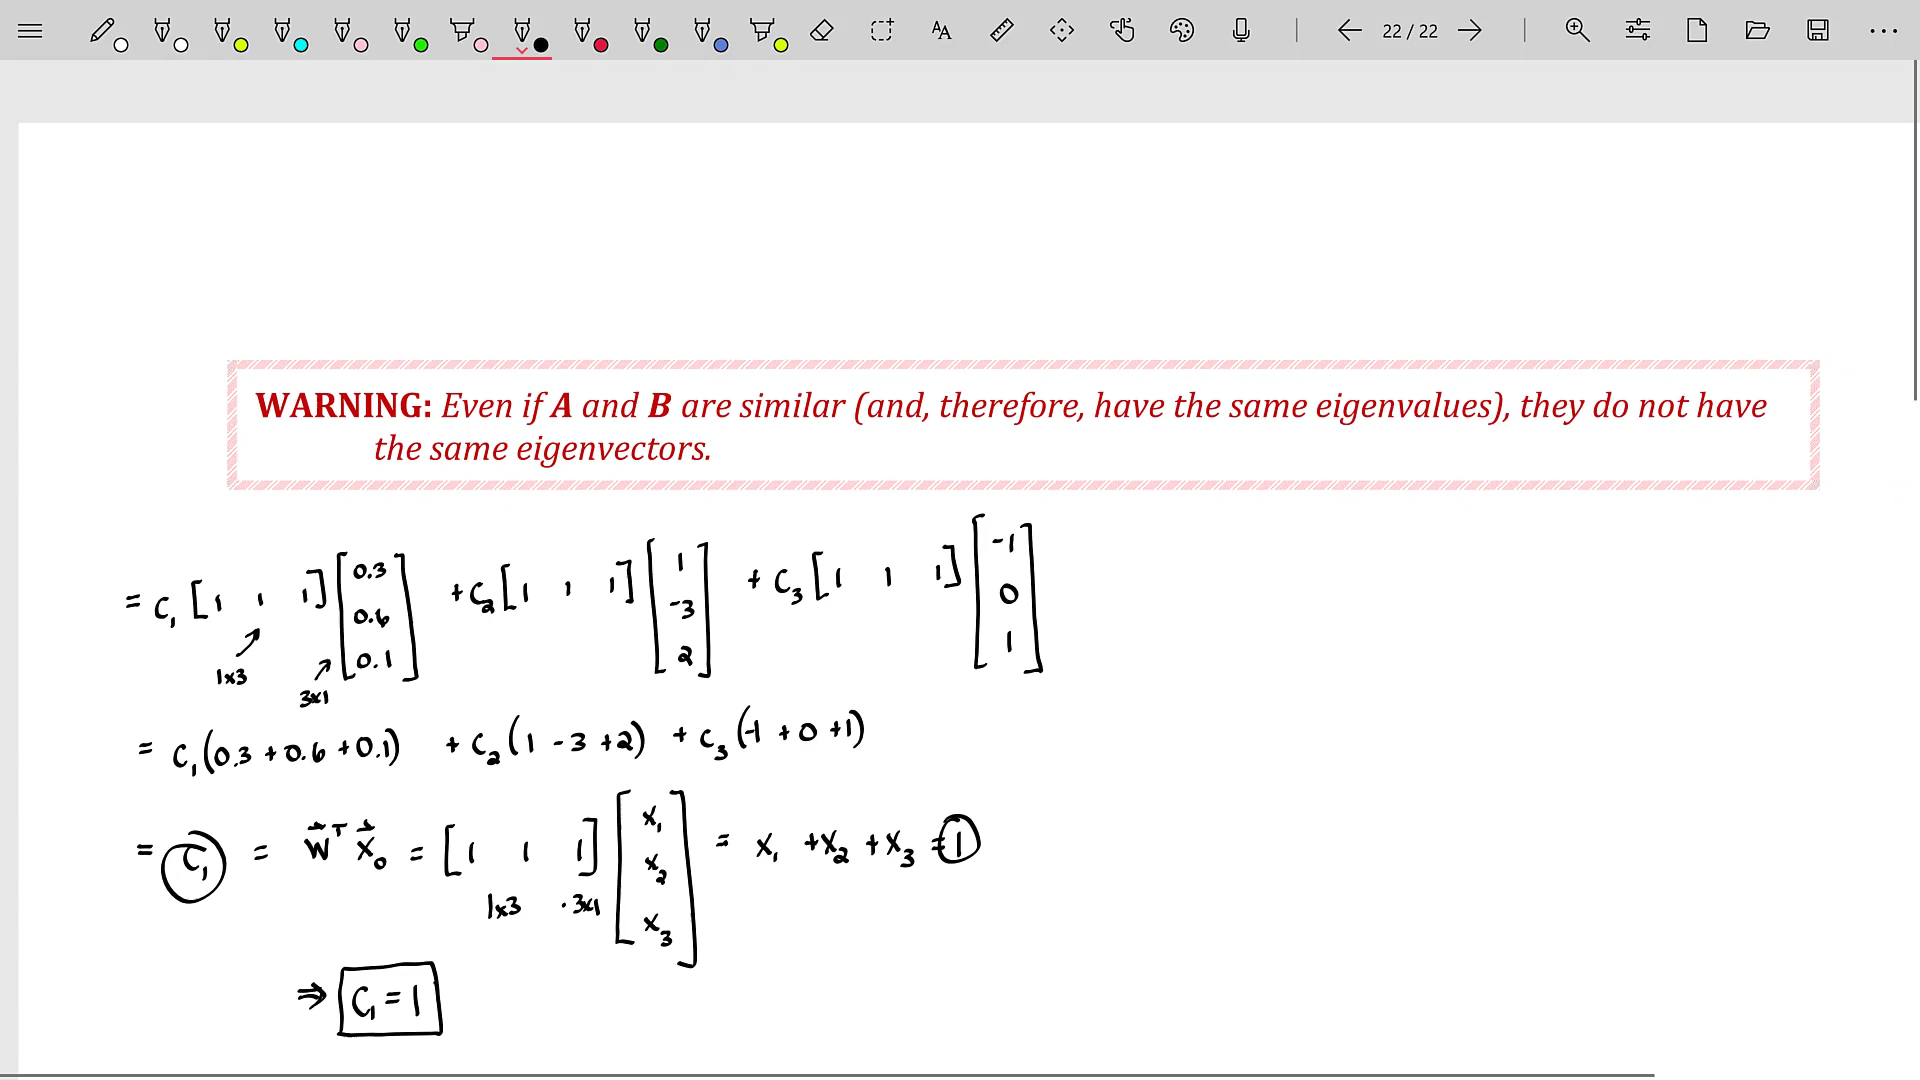 22 / 22
WARNING: Even if A and B are similar (and, therefore, have the same eigenvalues), they do not have
the same eigenvectors.
= C₁ [1 1 1] [0.3 0.6 0.1] + C₂ [1 1 1] [1 -3 2] + C₃ [1 1 1] [-1 0 1]
1x3
3x1
= C₁(0.3 + 0.6 + 0.1) + C₂(1 - 3 + 2) + C₃(-1 + 0 + 1)
= C₁ = w⃗ᵀ x⃗₀ = [1 1 1] [x₁ x₂ x₃] = x₁ + x₂ + x₃ = 1
1x3 · 3x1
⇒ C₁ = 1